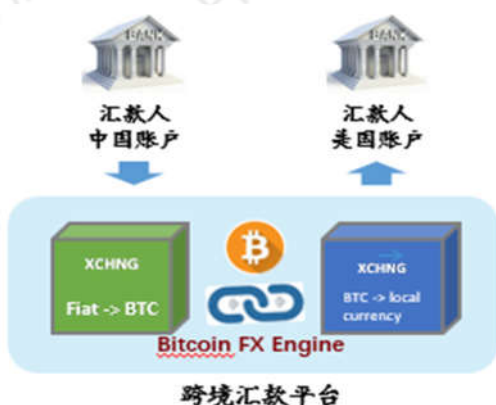 BANK
BANK
汇款人
中国账户
汇款人
美国账户
XCHNG
Fiat -> BTC
XCHNG
BTC -> local
currency
Bitcoin FX Engine
跨境汇款平台